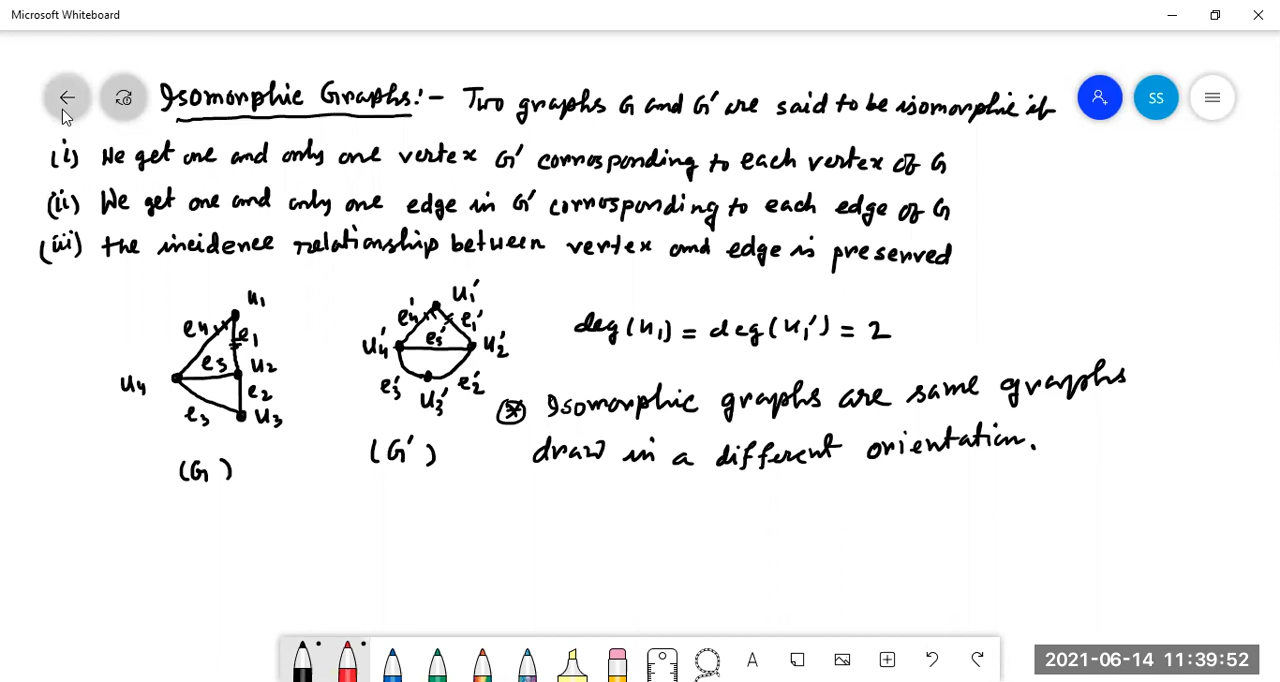 Microsoft Whiteboard
Isomorphic Graphs:- Two graphs G and G' are said to be isomorphic if
SS
(i) We get one and only one vertex G' corrosponding to each vertex of G
(ii) We get one and only one edge in G' corrosponding to each edge of G
(iii) the incidence relationship between vertex and edge is preserved
u1
e4 e1
e5 u2
u4 e2
e3 u3
(G)
u1'
e4' e1'
u4' e5' u2'
e3' e2'
u3'
(G')
deg(u1) = deg(u1') = 2
* Isomorphic graphs are same graphs
draw in a different orientation.
A
2021-06-14 11:39:52